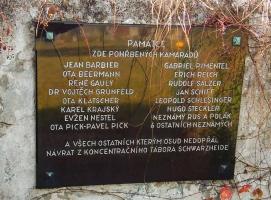 PAMÁTCE
ZDE POHŘBENÝCH KAMARÁDŮ
JEAN BARBIER
OTA BEERMANN
RENÉ GAULY
DR VOJTĚCH GRÜNFELD
OTA KLATSCHER
KAREL KRAJSKÝ
EVŽEN NESTEL
OTA PICK-PAVEL PICK
GABRIEL PIMENTEL
ERICH REICH
RUDOLF SALZER
JAN SCHIFF
LEOPOLD SCHLESINGER
HUGO STECKLER
NEZNÁMÝ RUS A POLÁK
6 OSTATNÍCH NEZNÁMÝCH
A VŠECH OSTATNÍCH KTERÝM OSUD NEDOPŘÁL
NÁVRAT Z KONCENTRAČNÍHO TÁBORA SCHWARZHEIDE